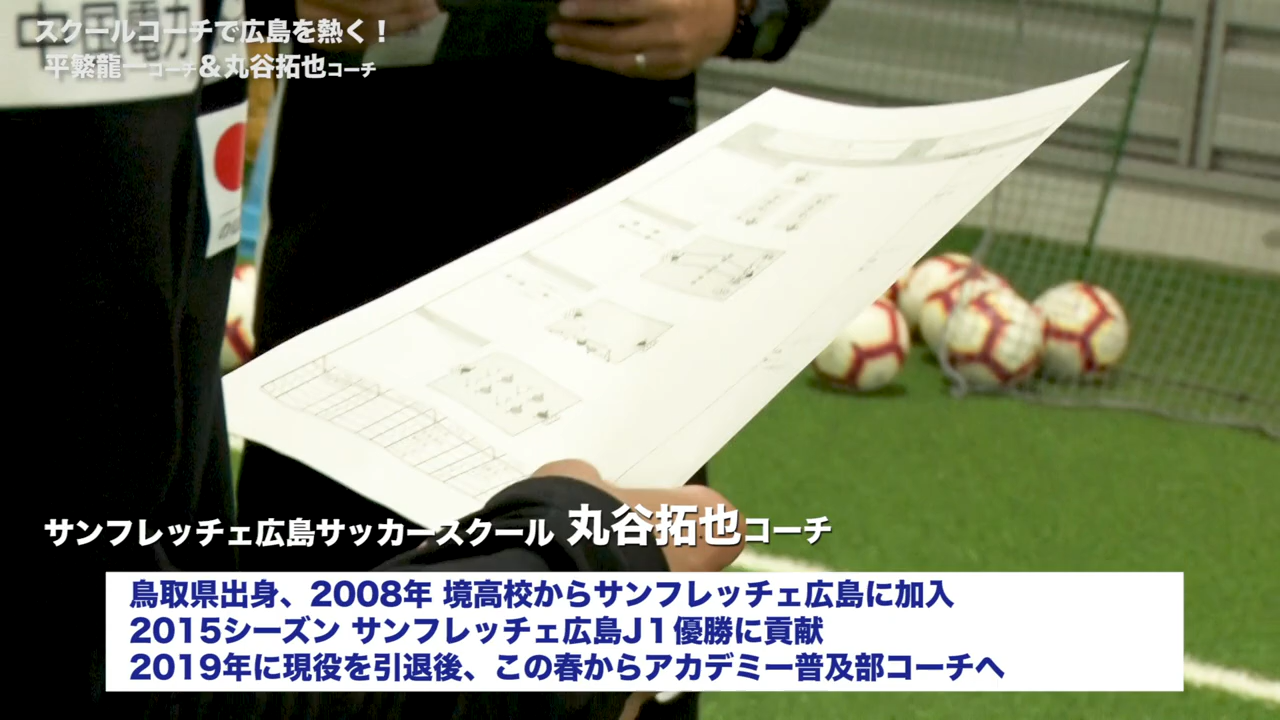 スクールコーチで広島を熱く！
平繁龍一コーチ&丸谷拓也コーチ
中国電力
サンフレッチェ広島サッカースクール 丸谷拓也コーチ
鳥取県出身、2008年 境高校からサンフレッチェ広島に加入
2015シーズン サンフレッチェ広島J1優勝に貢献
2019年に現役を引退後、この春からアカデミー普及部コーチへ